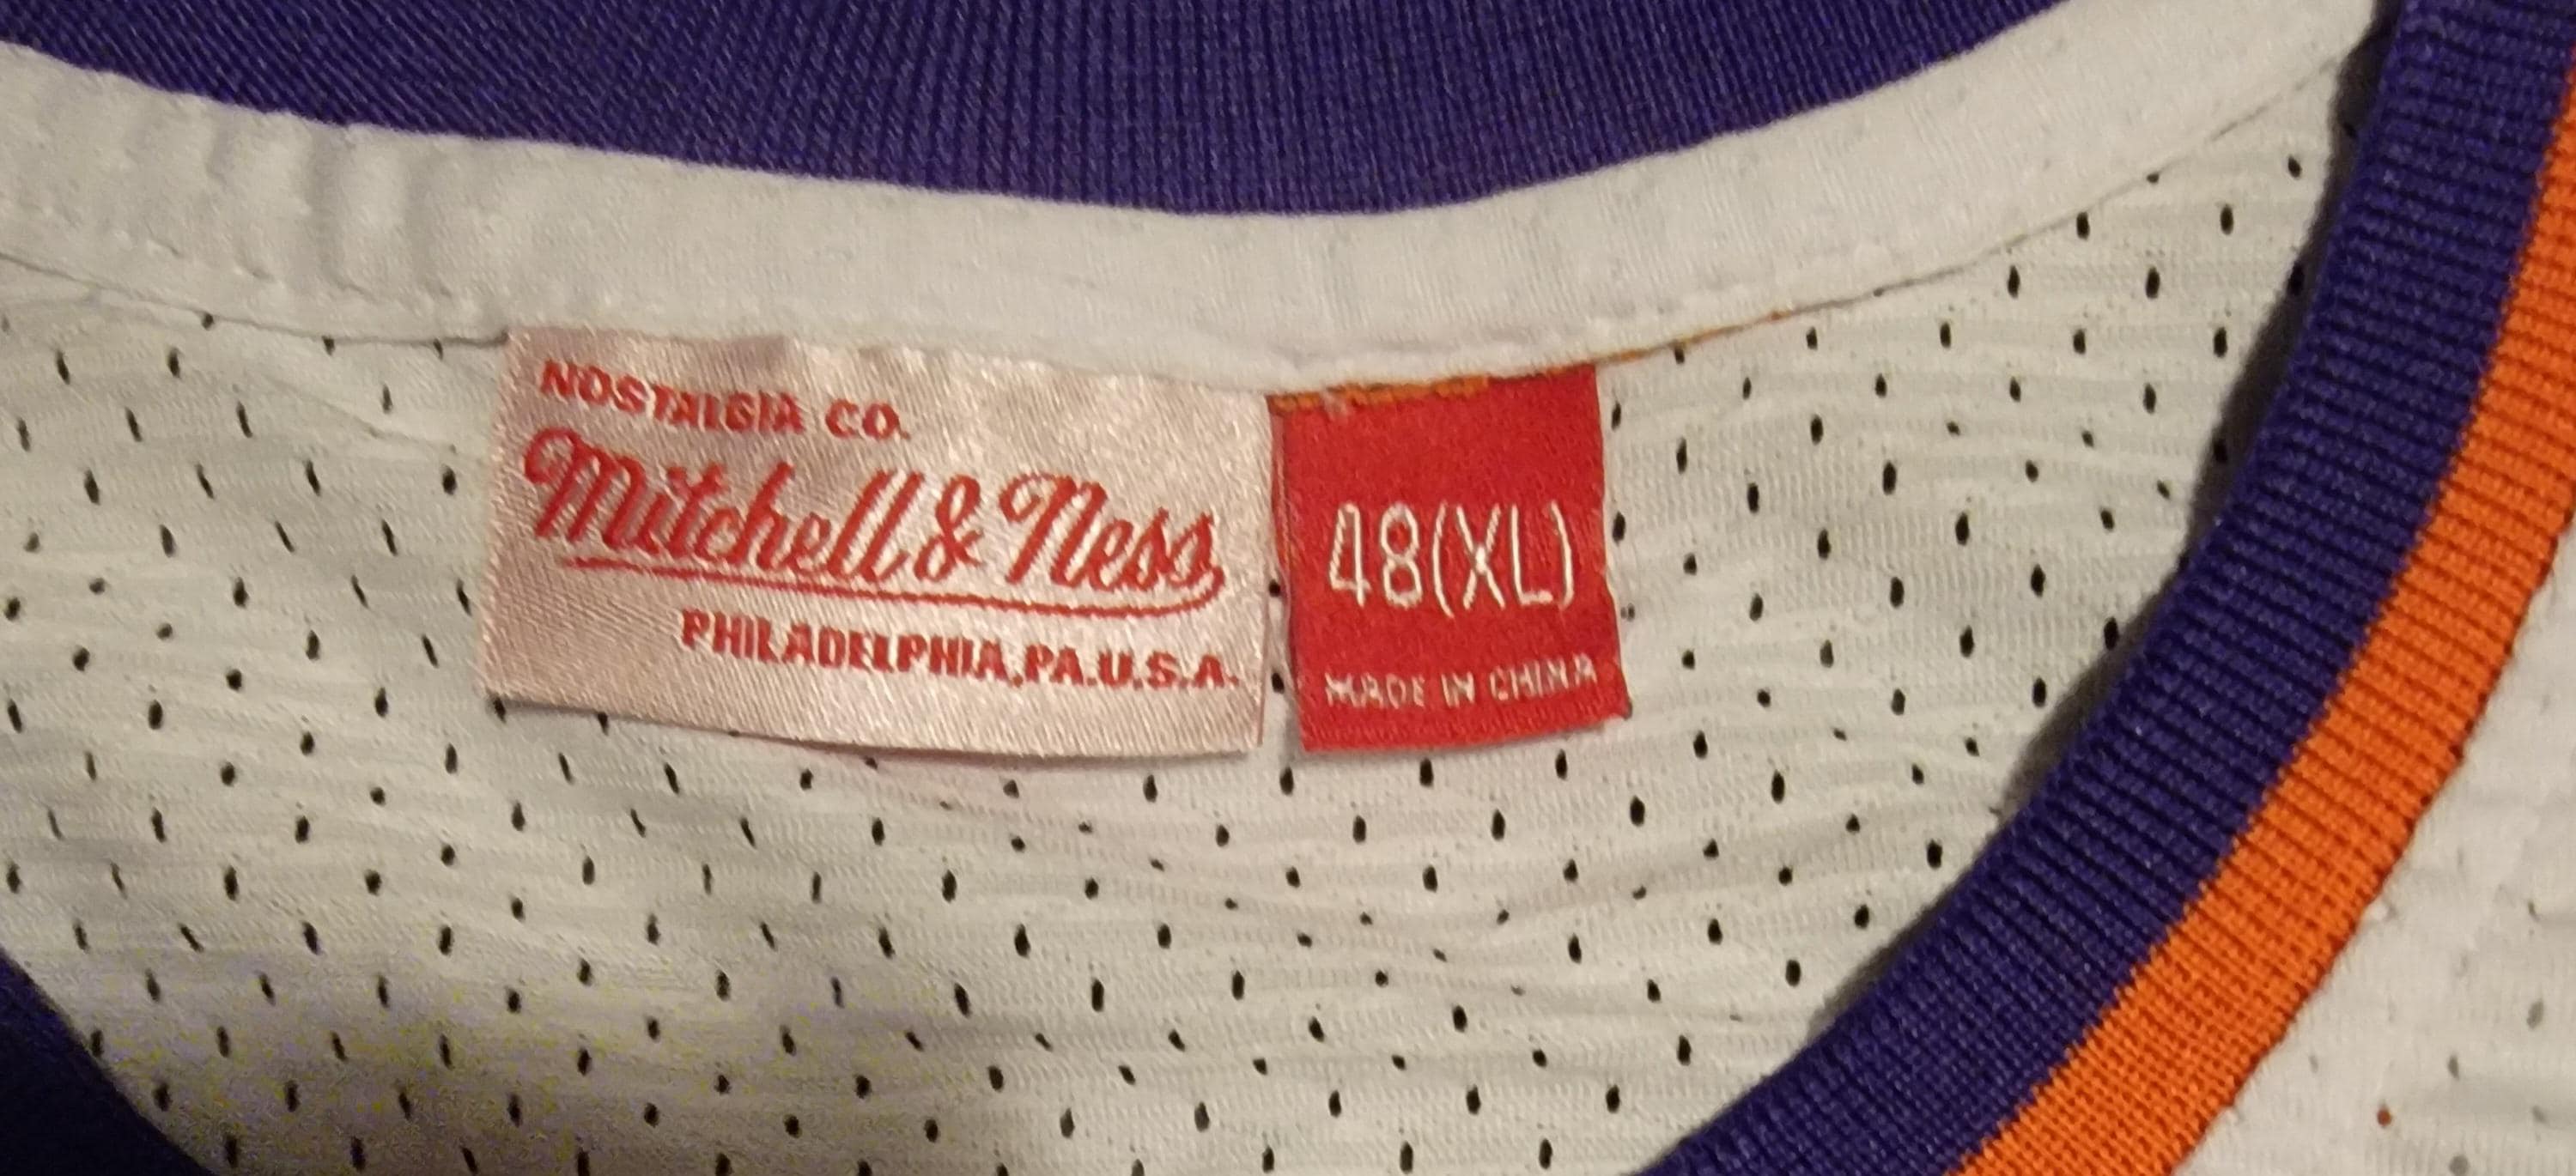 NOSTALGIA CO.
Mitchell & Ness
PHILADELPHIA, PA. U.S.A.
48(XL)
MADE IN CHINA